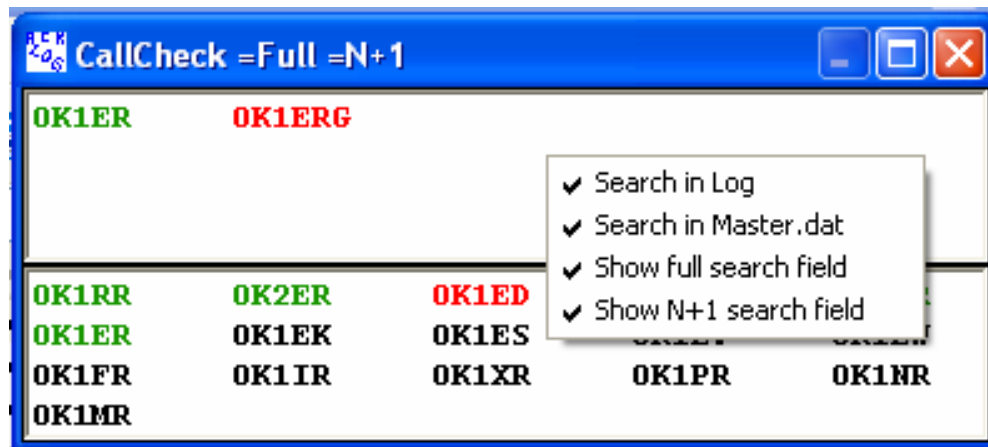 CallCheck =Full =N+1
OK1ER OK1ERG
Search in Log
Search in Master.dat
Show full search field
Show N+1 search field
OK1RR OK2ER OK1ED
OK1ER OK1EK OK1ES
OK1FR OK1IR OK1XR OK1PR OK1NR
OK1MR